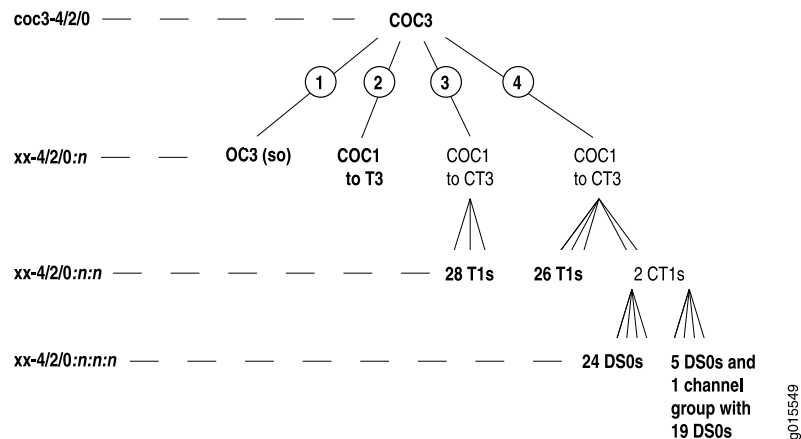 coc3-4/2/0
COC3
1
2
3
4
xx-4/2/0:n
OC3 (so)
COC1
to T3
COC1
to CT3
COC1
to CT3
xx-4/2/0:n:n
28 T1s
26 T1s
2 CT1s
xx-4/2/0:n:n:n
24 DS0s
5 DS0s and
1 channel
group with
19 DS0s
g015549